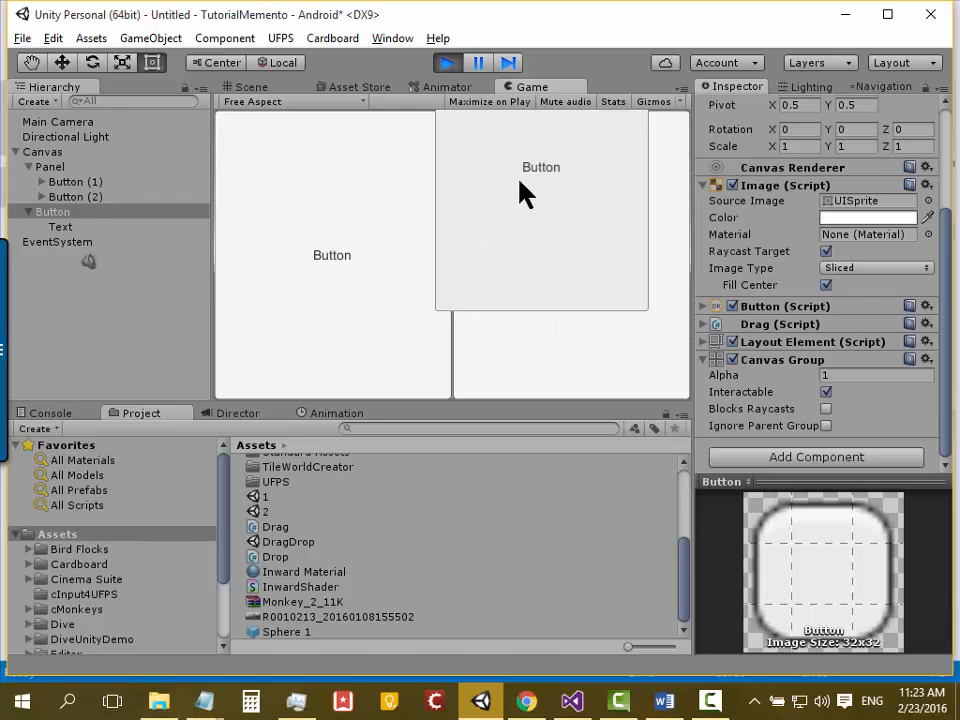 Unity Personal (64bit) - Untitled - TutorialMemento - Android* <DX9>
File Edit Assets GameObject Component UFPS Cardboard Window Help
Center Local Account Layers Layout
Hierarchy Scene Asset Store Animator Game Inspector Lighting Navigation
Create All Free Aspect Maximize on Play Mute audio Stats Gizmos
Pivot X 0.5 Y 0.5
Main Camera
Directional Light
Rotation X 0 Y 0 Z 0
Canvas
Scale X 1 Y 1 Z 1
Panel
Button
Canvas Renderer
Button (1)
Image (Script)
Button (2)
Source Image UISprite
Button
Color
Text
Material None (Material)
EventSystem
Button
Raycast Target
Image Type Sliced
Fill Center
Button (Script)
Drag (Script)
Layout Element (Script)
Canvas Group
Alpha 1
Interactable
Blocks Raycasts
Ignore Parent Group
Add Component
Console Project Director Animation
Create
Favorites
All Materials
All Models
All Prefabs
All Scripts
Assets
Bird Flocks
Cardboard
Cinema Suite
cInput4UFPS
cMonkeys
Dive
DiveUnityDemo
Editor
Assets
Standard Assets
TileWorldCreator
UFPS
1
2
Drag
DragDrop
Drop
Inward Material
InwardShader
Monkey_2_11K
R0010213_20160108155502
Sphere 1
Button
Button
Image Size: 32x32
ENG
11:23 AM
2/23/2016